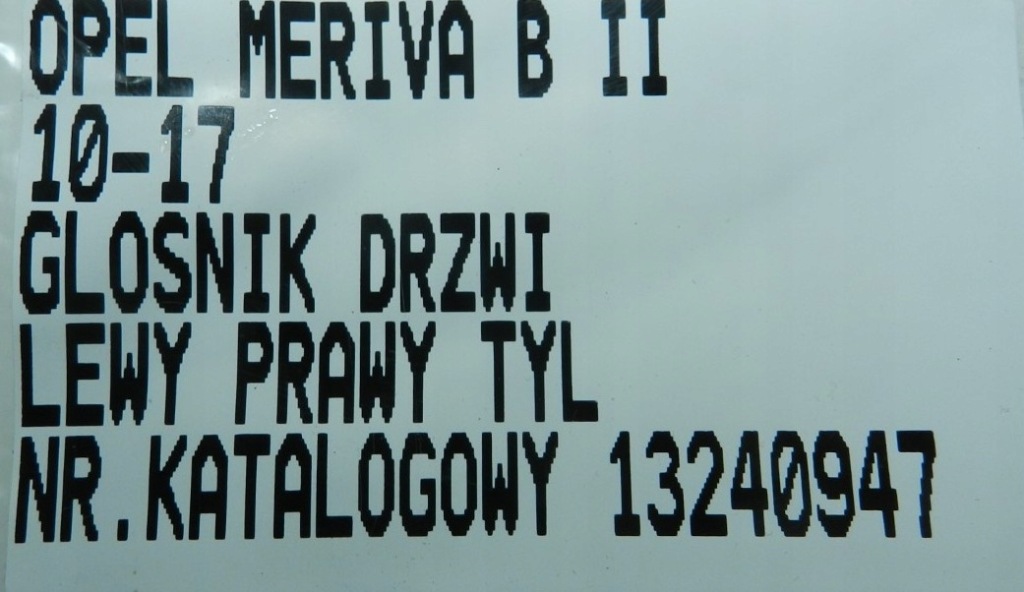 OPEL MERIVA B II
10-17
GLOSNIK DRZWI
LEWY PRAWY TYL
NR.KATALOGOWY 13240947